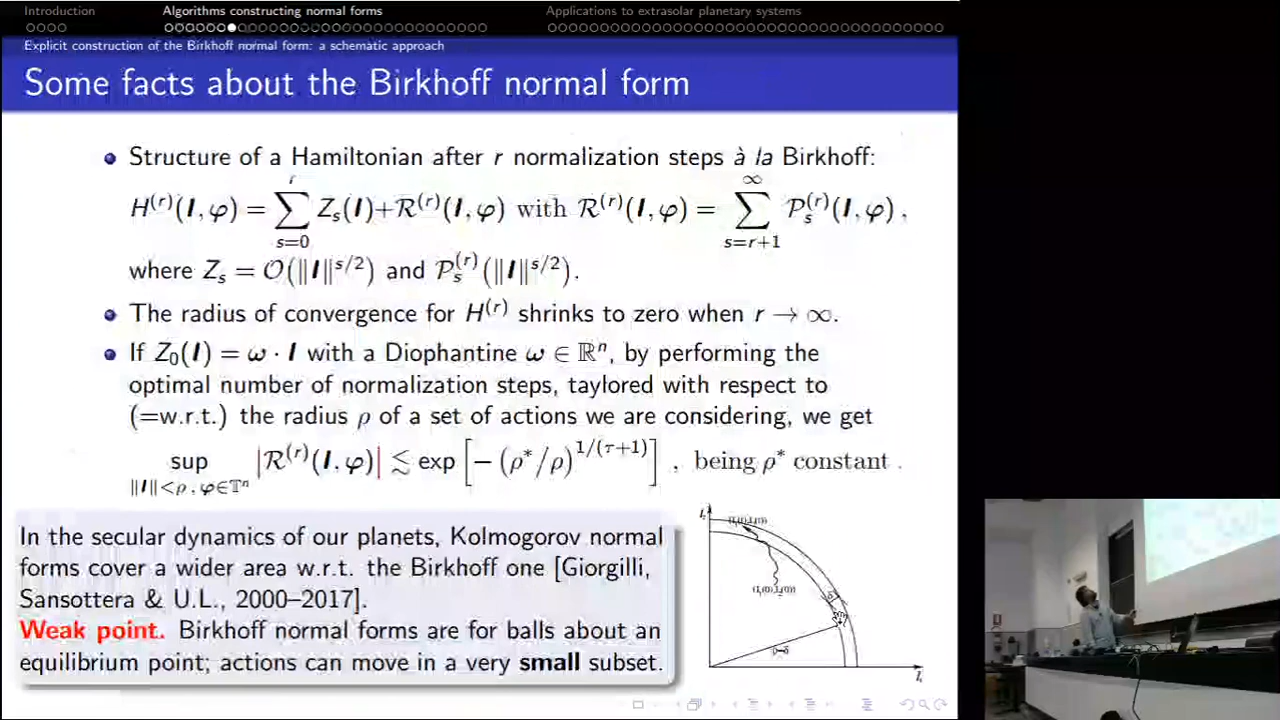 Introduction
Algorithms constructing normal forms
Applications to extrasolar planetary systems
Explicit construction of the Birkhoff normal form: a schematic approach
Some facts about the Birkhoff normal form
Structure of a Hamiltonian after r normalization steps à la Birkhoff:
H^(r)(I, φ) = ∑_{s=0}^{r} Z_s(I)+R^(r)(I, φ) with R^(r)(I, φ) = ∑_{s=r+1}^{∞} P_s^(r)(I, φ) ,
where Z_s = O(‖I‖^{s/2}) and P_s^(r)(‖I‖^{s/2}).
The radius of convergence for H^(r) shrinks to zero when r → ∞.
If Z_0(I) = ω · I with a Diophantine ω ∈ ℝ^n, by performing the
optimal number of normalization steps, taylored with respect to
(=w.r.t.) the radius ρ of a set of actions we are considering, we get
sup_{‖I‖<ρ, φ∈𝕋^n} |R^(r)(I, φ)| ≲ exp[−(ρ*/ρ)^{1/(τ+1)}] , being ρ* constant .
In the secular dynamics of our planets, Kolmogorov normal
forms cover a wider area w.r.t. the Birkhoff one [Giorgilli,
Sansottera & U.L., 2000–2017].
Weak point. Birkhoff normal forms are for balls about an
equilibrium point; actions can move in a very small subset.
ρ−δ